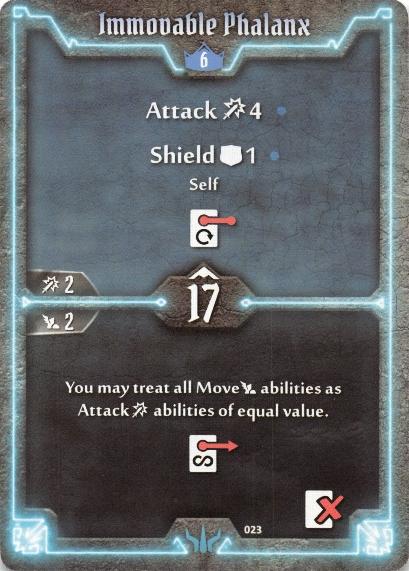 Immovable Phalanx
6
Attack 4
Shield 1
Self
2
17
2
You may treat all Move abilities as
Attack abilities of equal value.
023